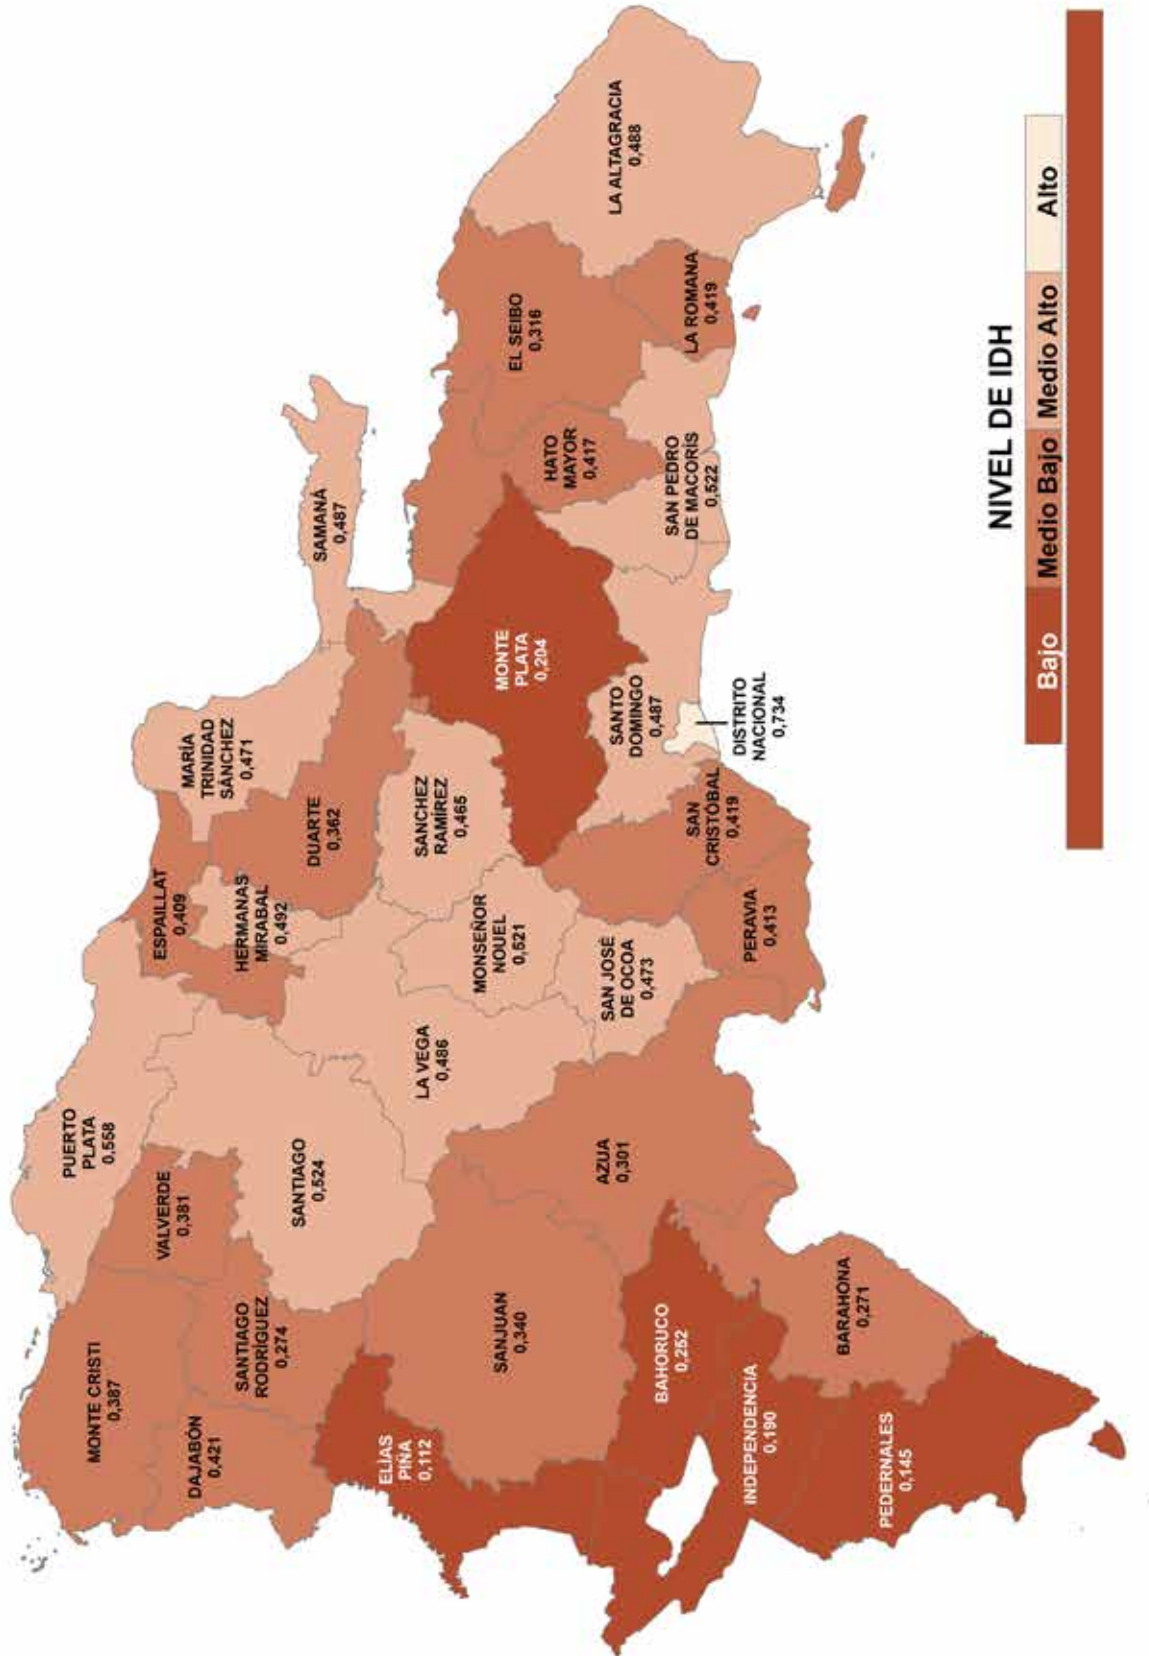 PUERTO
PLATA
0,558
MONTE CRISTI
0,387
VALVERDE
0,381
ESPAILLAT
0,409
MARÍA
TRINIDAD
SÁNCHEZ
0,471
DAJABÓN
0,421
SANTIAGO
RODRÍGUEZ
0,274
SANTIAGO
0,524
HERMANAS
MIRABAL
0,492
DUARTE
0,362
SAMANÁ
0,487
ELÍAS
PIÑA
0,112
LA VEGA
0,486
SANCHEZ
RAMÍREZ
0,465
SANJUAN
0,340
MONSEÑOR
NOUEL
0,521
MONTE
PLATA
0,204
EL SEIBO
0,316
HATO
MAYOR
0,417
LA ALTAGRACIA
0,488
AZUA
0,301
SAN JOSÉ
DE OCOA
0,473
SANTO
DOMINGO
0,487
SAN PEDRO
DE MACORÍS
0,522
LA ROMANA
0,419
BAHORUCO
0,252
SAN
CRISTÓBAL
0,419
DISTRITO
NACIONAL
0,734
INDEPENDENCIA
0,190
PERAVIA
0,413
BARAHONA
0,271
PEDERNALES
0,145
NIVEL DE IDH
Bajo Medio Bajo Medio Alto Alto